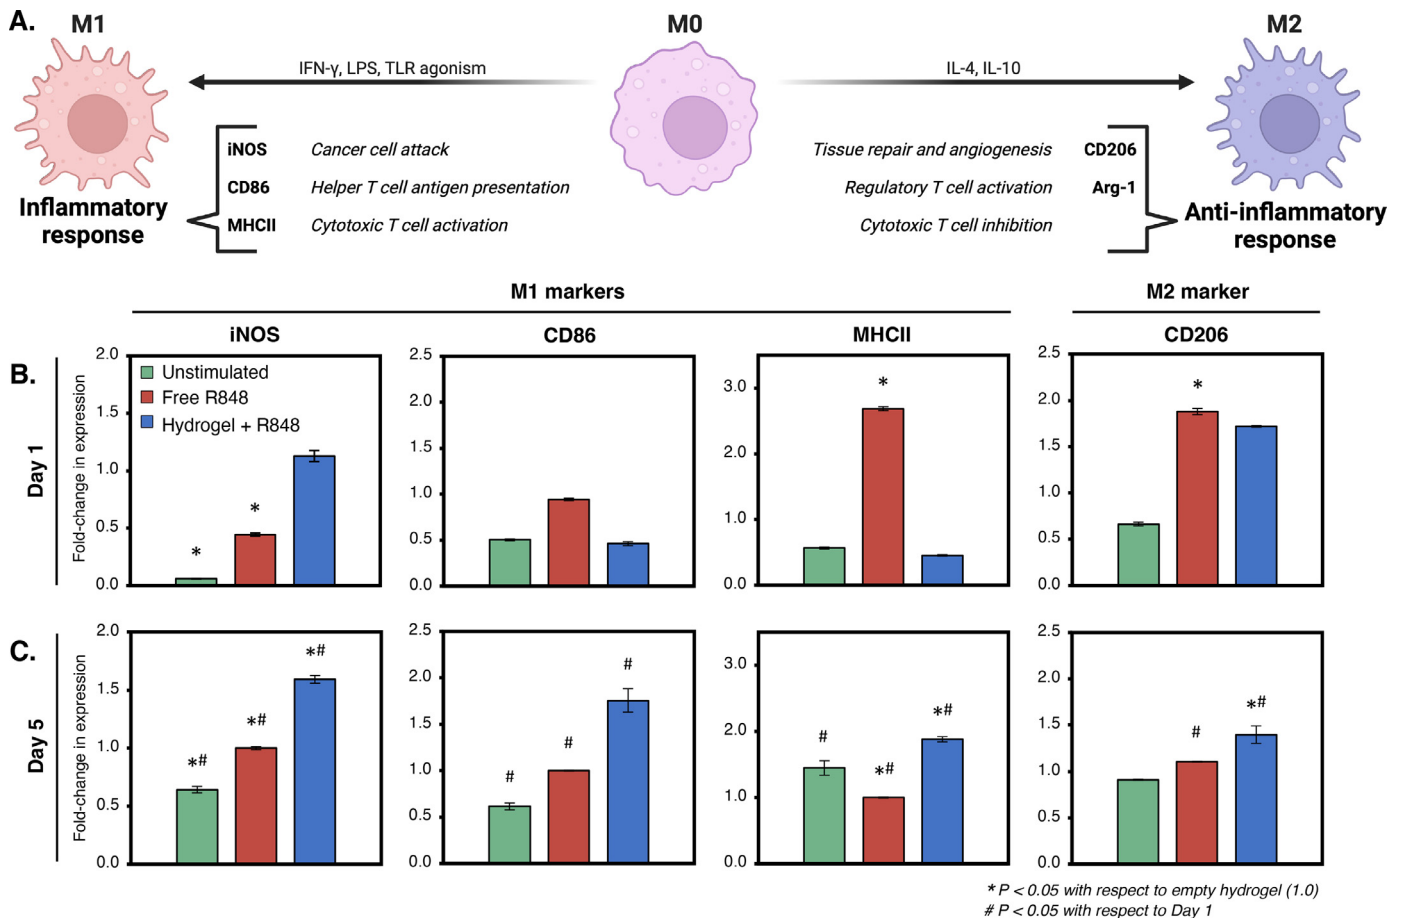 A.
M1
M0
M2
IFN-γ, LPS, TLR agonism
IL-4, IL-10
iNOS Cancer cell attack
CD86 Helper T cell antigen presentation
MHCII Cytotoxic T cell activation
Tissue repair and angiogenesis CD206
Regulatory T cell activation Arg-1
Cytotoxic T cell inhibition
Inflammatory
response
Anti-inflammatory
response
M1 markers
M2 marker
iNOS
CD86
MHCII
CD206
B.
Day 1
Fold-change in expression
2.0
1.5
1.0
0.5
0.0
Unstimulated
Free R848
Hydrogel + R848
*
*
2.5
2.0
1.5
1.0
0.5
0.0
3.0
2.0
1.0
0.0
*
2.5
2.0
1.5
1.0
0.5
0.0
*
C.
Day 5
Fold-change in expression
2.0
1.5
1.0
0.5
0.0
*#
*#
*#
2.5
2.0
1.5
1.0
0.5
0.0
#
#
#
3.0
2.0
1.0
0.0
#
*#
*#
2.5
2.0
1.5
1.0
0.5
0.0
#
*#
* P < 0.05 with respect to empty hydrogel (1.0)
# P < 0.05 with respect to Day 1